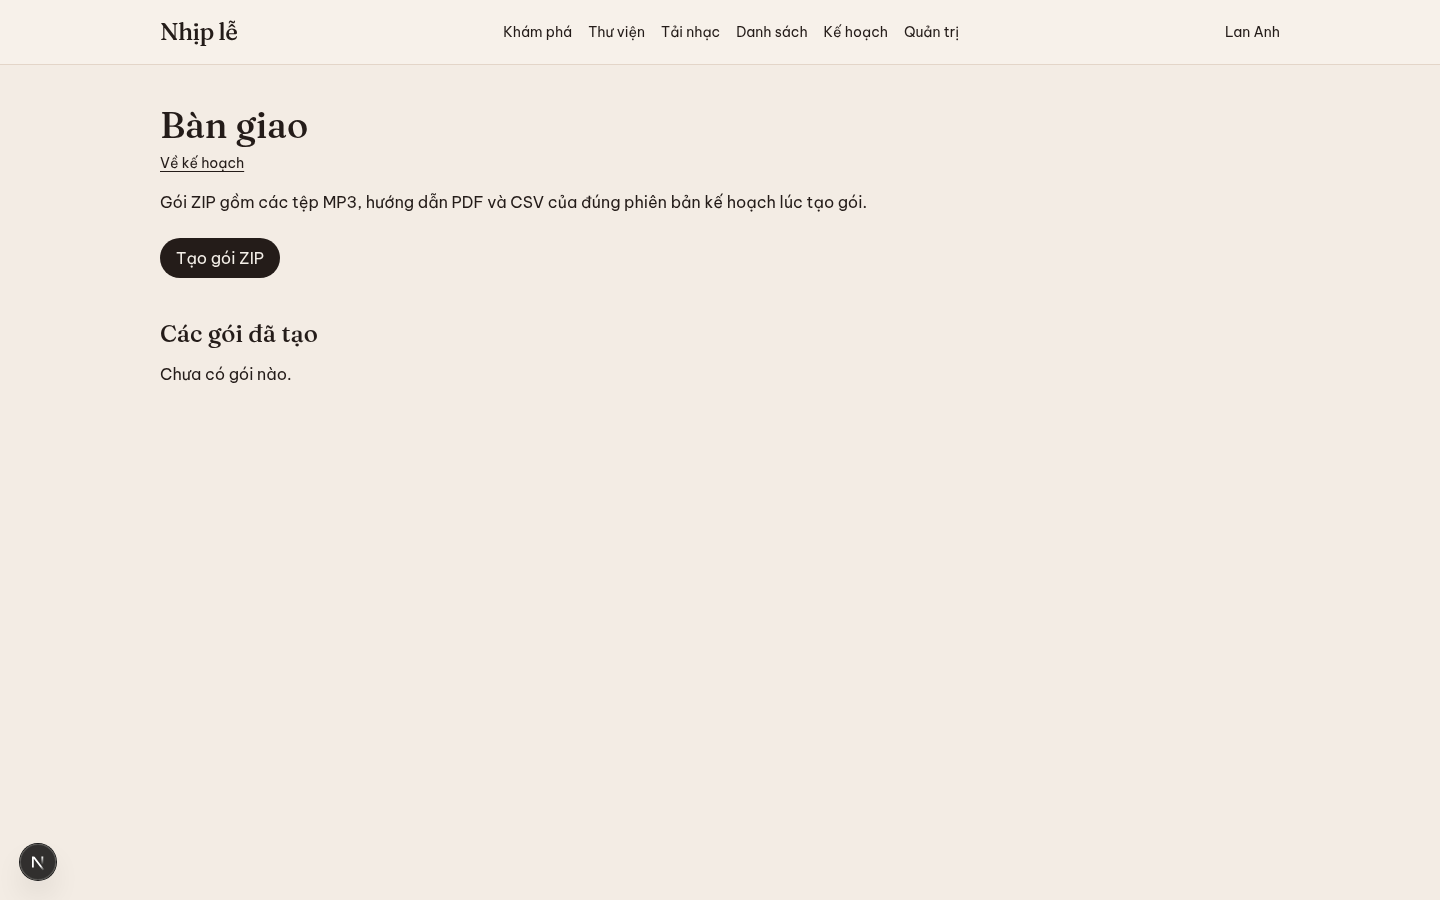 Nhịp lễ
Khám phá Thư viện Tải nhạc Danh sách Kế hoạch Quản trị
Lan Anh
Bàn giao
Về kế hoạch
Gói ZIP gồm các tệp MP3, hướng dẫn PDF và CSV của đúng phiên bản kế hoạch lúc tạo gói.
Tạo gói ZIP
Các gói đã tạo
Chưa có gói nào.
N